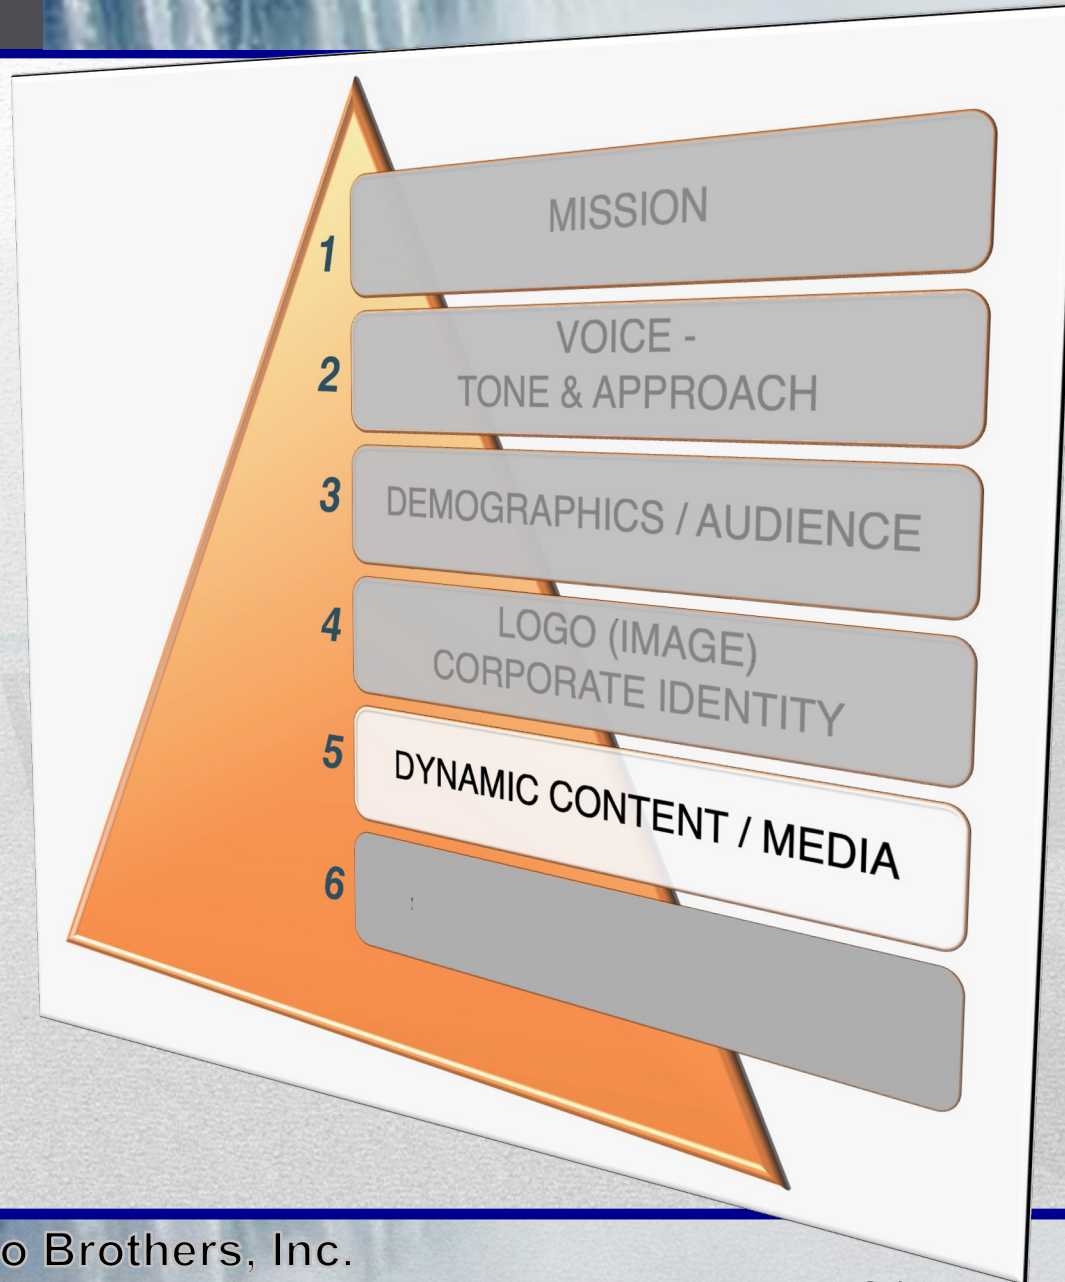 1
MISSION
2
VOICE -
TONE & APPROACH
3
DEMOGRAPHICS / AUDIENCE
4
LOGO (IMAGE)
CORPORATE IDENTITY
5
DYNAMIC CONTENT / MEDIA
6
o Brothers, Inc.